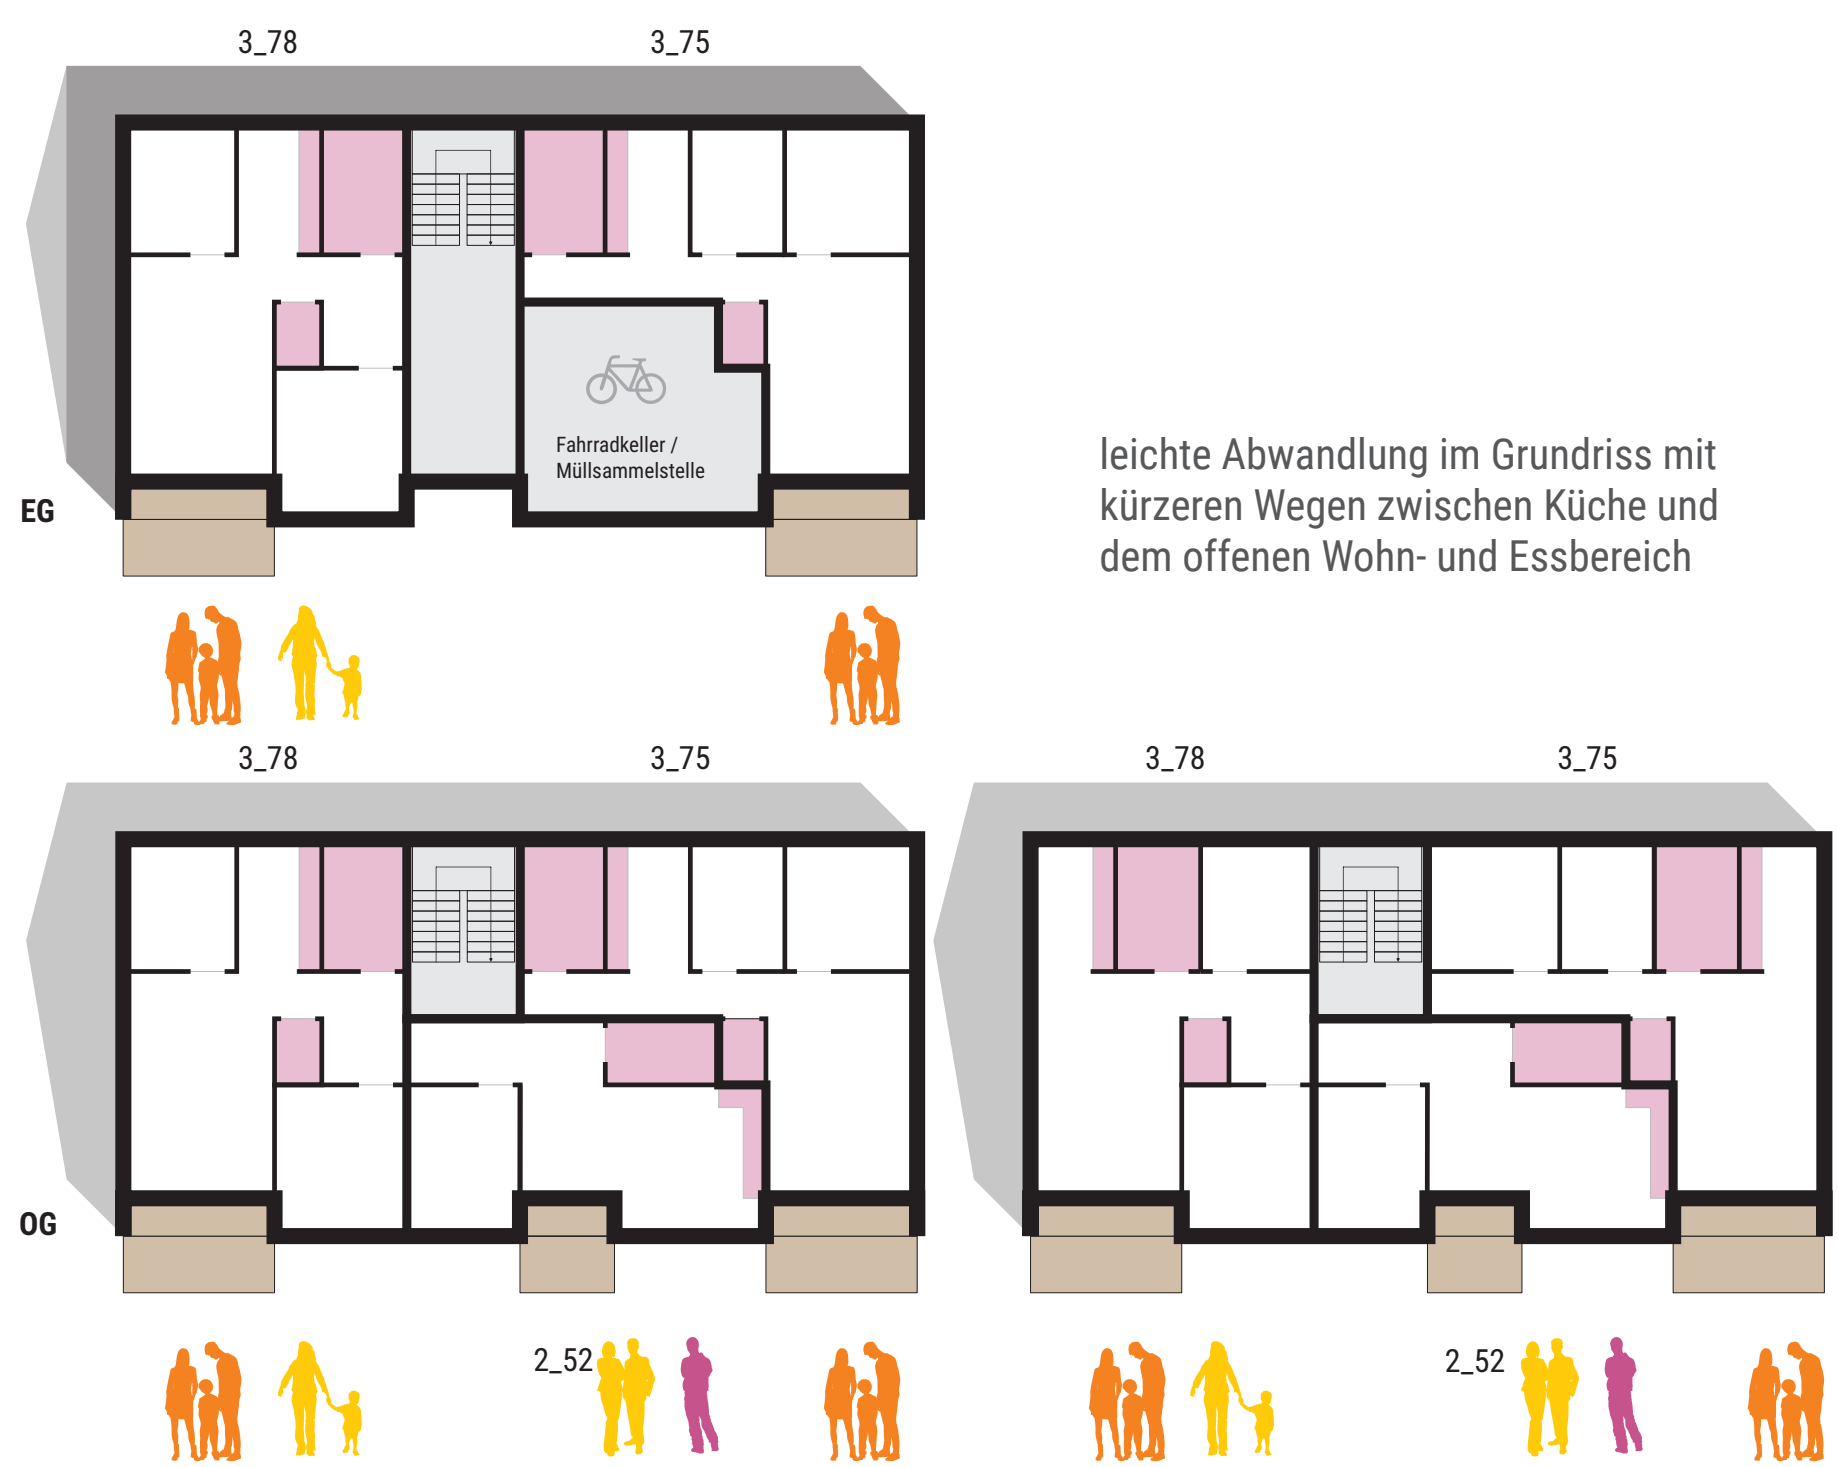 3_78
3_75
Fahrradkeller /
Müllsammelstelle
EG
leichte Abwandlung im Grundriss mit
kürzeren Wegen zwischen Küche und
dem offenen Wohn- und Essbereich
3_78
3_75
3_78
3_75
OG
2_52
2_52